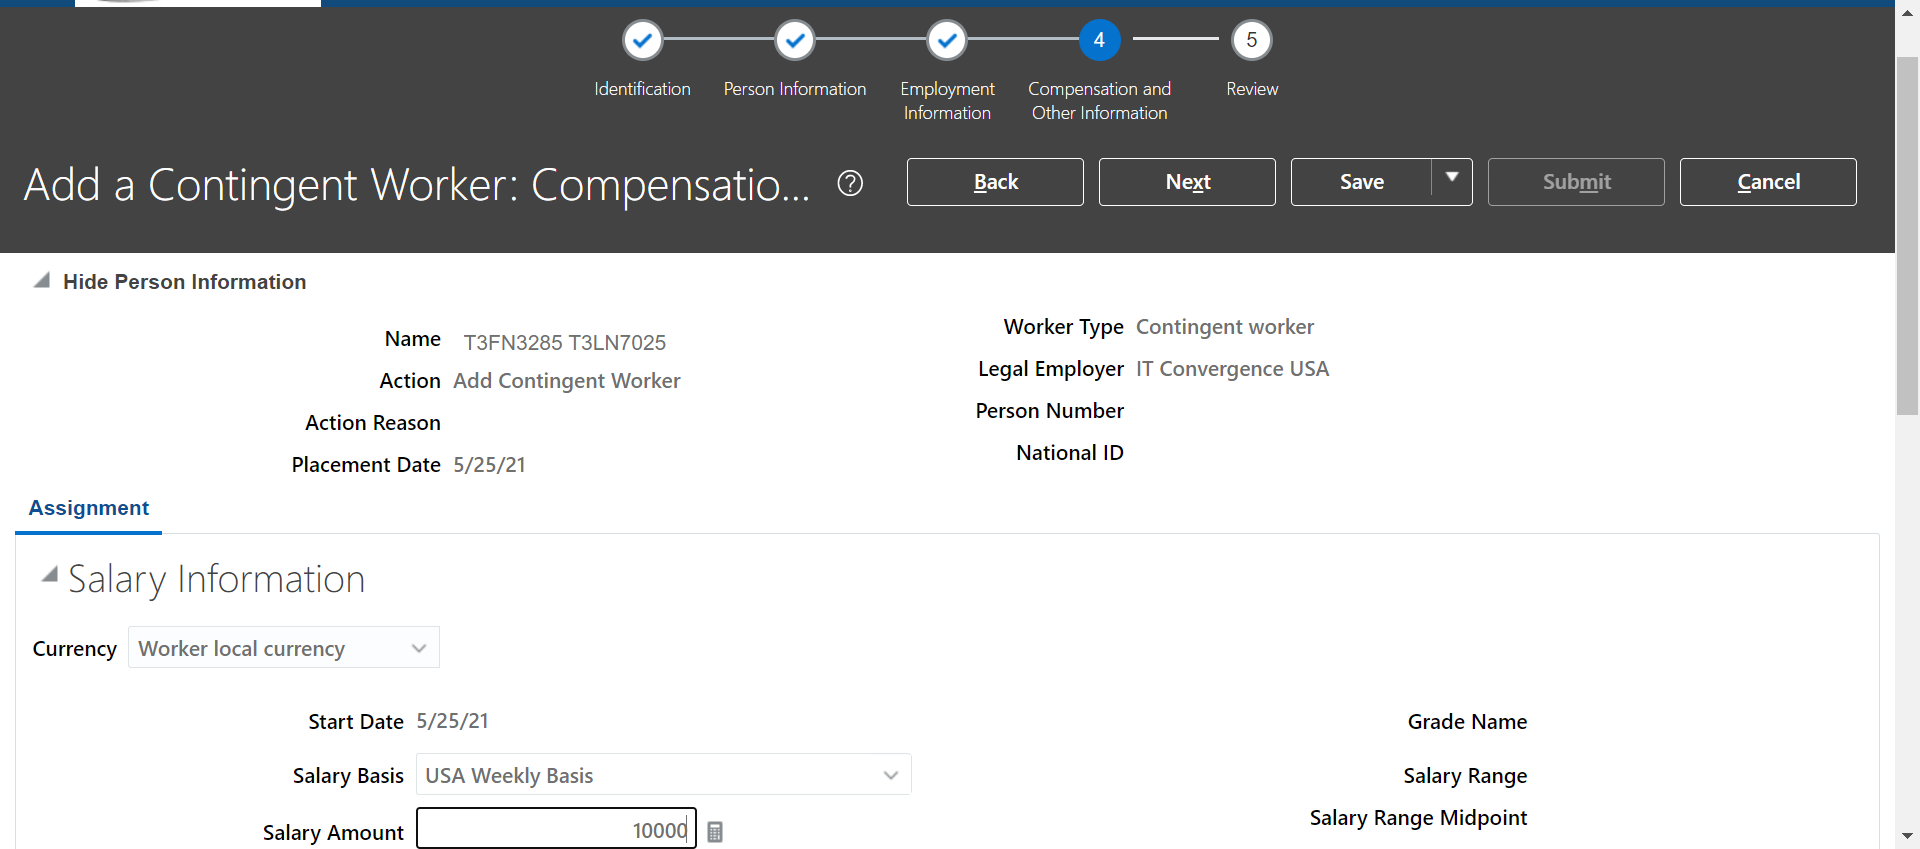 4
5
Identification
Person Information
Employment
Information
Compensation and
Other Information
Review
Add a Contingent Worker: Compensatio...
?
Back
Next
Save
Submit
Cancel
Hide Person Information
Name T3FN3285 T3LN7025
Action Add Contingent Worker
Action Reason
Placement Date 5/25/21
Worker Type Contingent worker
Legal Employer IT Convergence USA
Person Number
National ID
Assignment
Salary Information
Currency Worker local currency
Start Date 5/25/21
Salary Basis USA Weekly Basis
Salary Amount 10000
Grade Name
Salary Range
Salary Range Midpoint